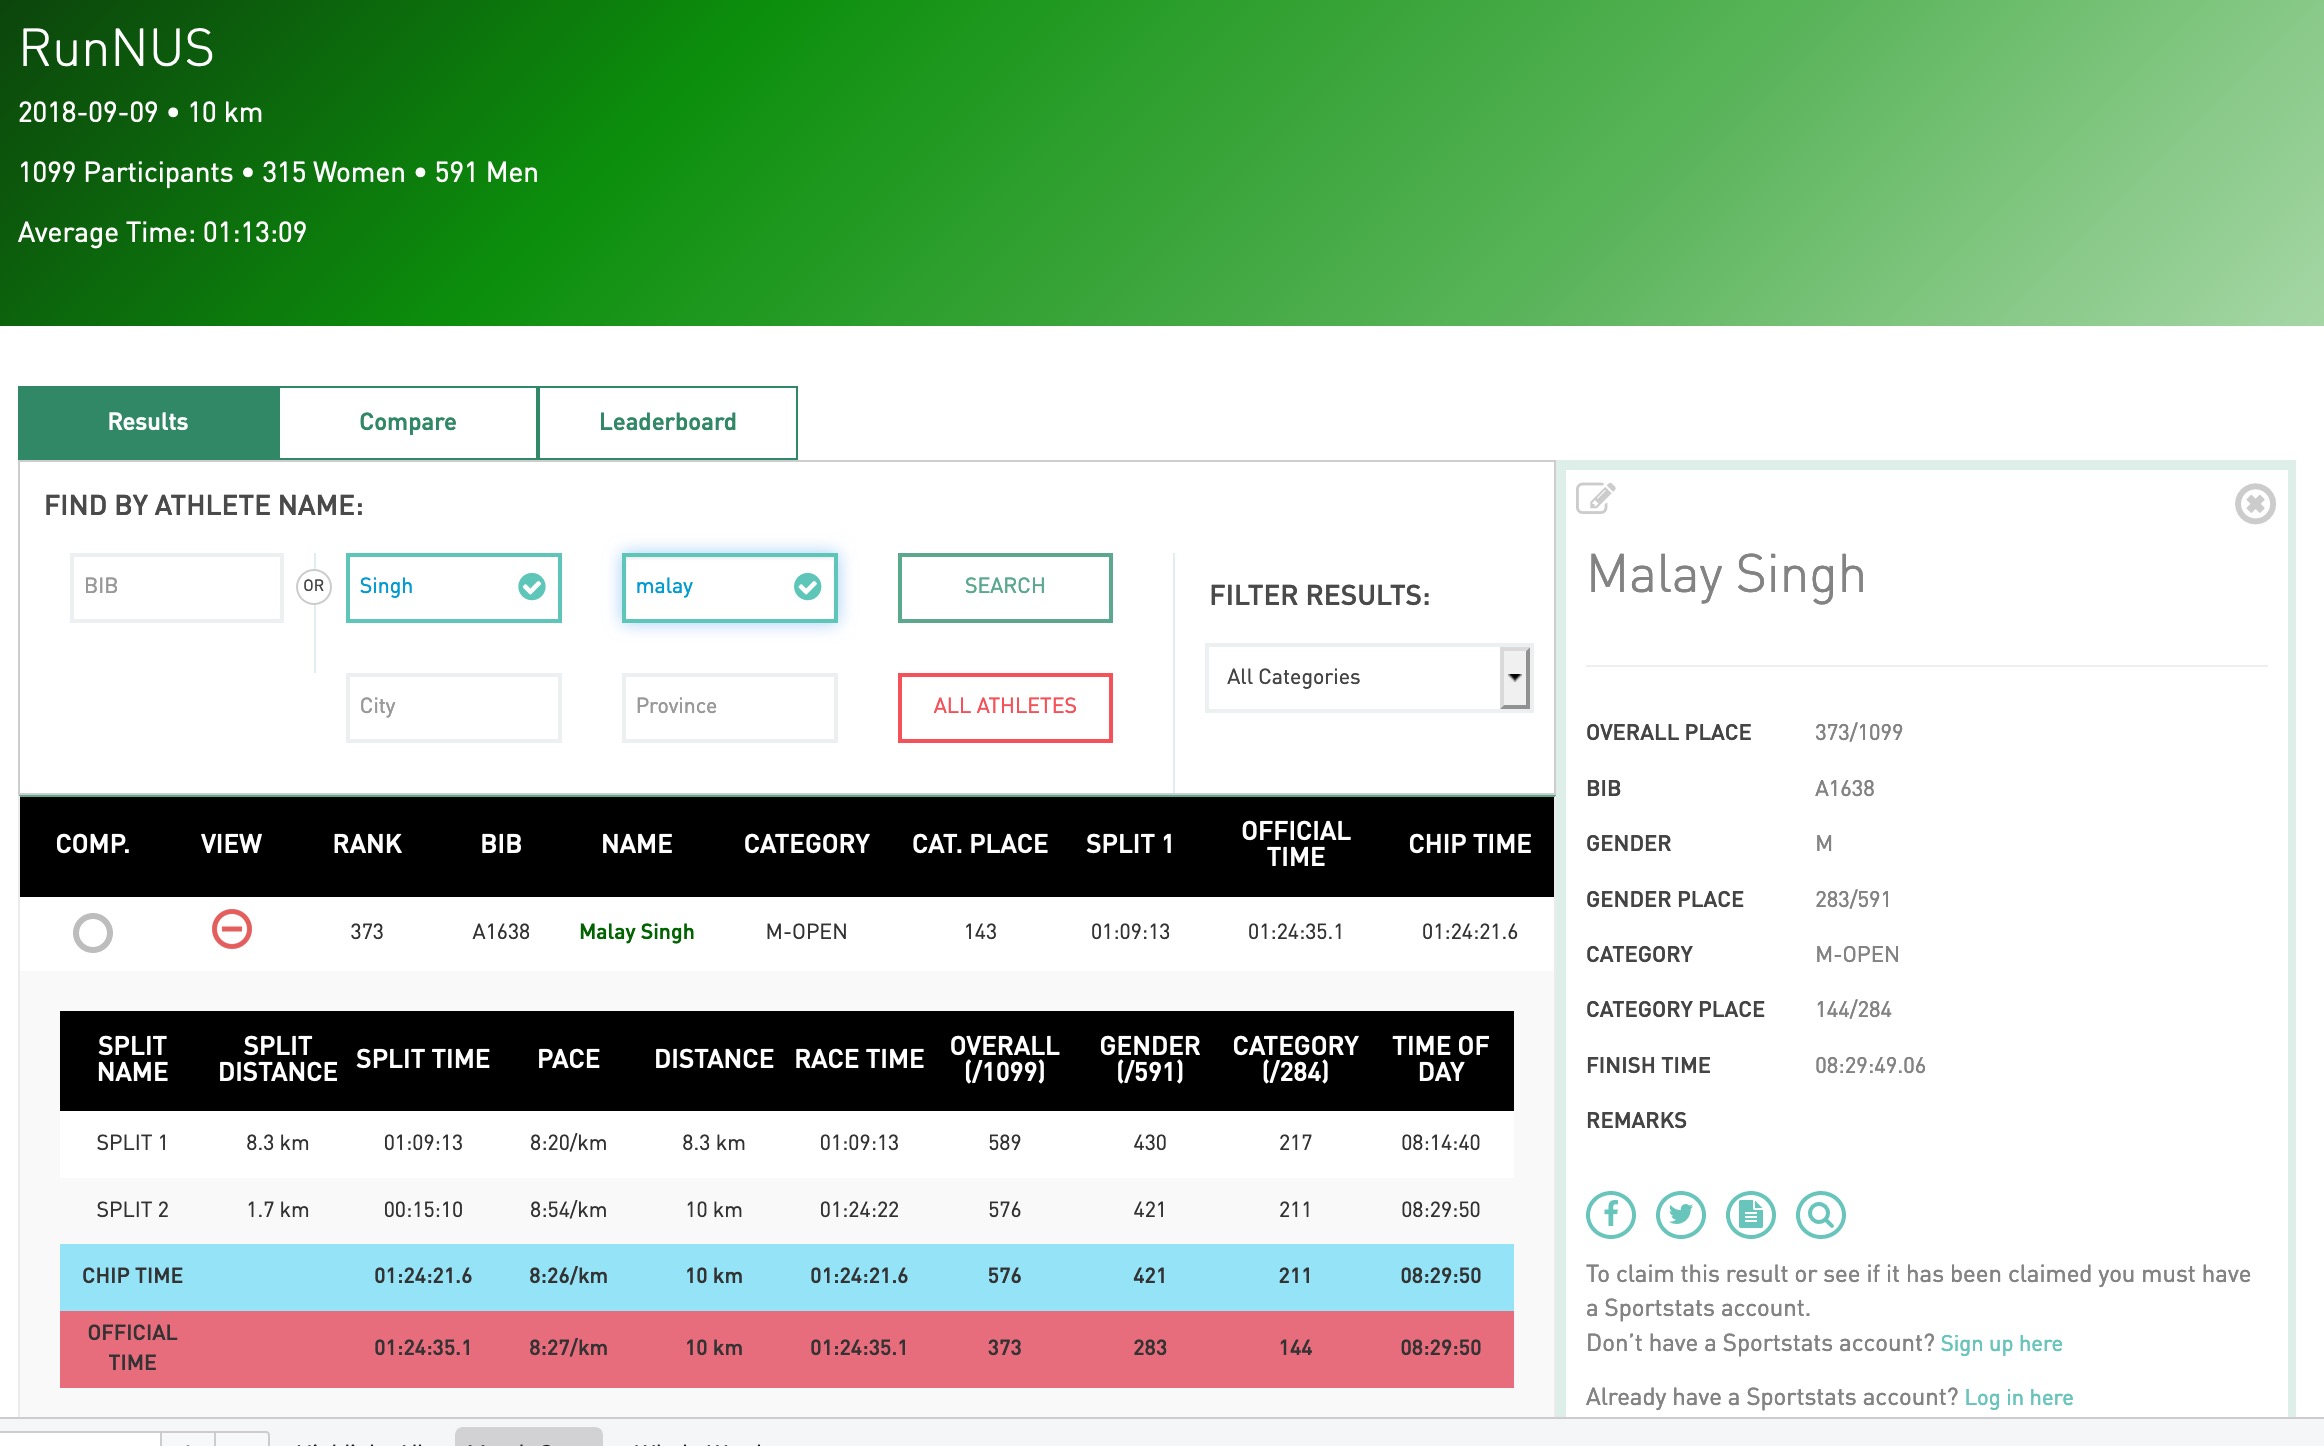 RunNUS
2018-09-09 • 10 km
1099 Participants • 315 Women • 591 Men
Average Time: 01:13:09
Results Compare Leaderboard
FIND BY ATHLETE NAME:
BIB OR Singh malay SEARCH
City Province ALL ATHLETES
FILTER RESULTS:
All Categories
COMP. VIEW RANK BIB NAME CATEGORY CAT. PLACE SPLIT 1 OFFICIAL TIME CHIP TIME
373 A1638 Malay Singh M-OPEN 143 01:09:13 01:24:35.1 01:24:21.6
SPLIT NAME SPLIT DISTANCE SPLIT TIME PACE DISTANCE RACE TIME OVERALL (/1099) GENDER (/591) CATEGORY (/284) TIME OF DAY
SPLIT 1 8.3 km 01:09:13 8:20/km 8.3 km 01:09:13 589 430 217 08:14:40
SPLIT 2 1.7 km 00:15:10 8:54/km 10 km 01:24:22 576 421 211 08:29:50
CHIP TIME 01:24:21.6 8:26/km 10 km 01:24:21.6 576 421 211 08:29:50
OFFICIAL TIME 01:24:35.1 8:27/km 10 km 01:24:35.1 373 283 144 08:29:50
Malay Singh
OVERALL PLACE 373/1099
BIB A1638
GENDER M
GENDER PLACE 283/591
CATEGORY M-OPEN
CATEGORY PLACE 144/284
FINISH TIME 08:29:49.06
REMARKS
To claim this result or see if it has been claimed you must have
a Sportstats account.
Don't have a Sportstats account? Sign up here
Already have a Sportstats account? Log in here